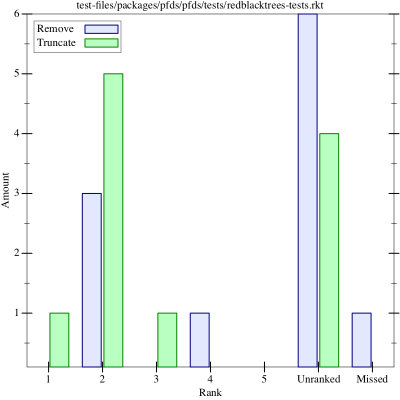 test-files/packages/pfds/pfds/tests/redblacktrees-tests.rkt
Remove
Truncate
6
5
4
3
2
1
Amount
1 2 3 4 5 Unranked Missed
Rank